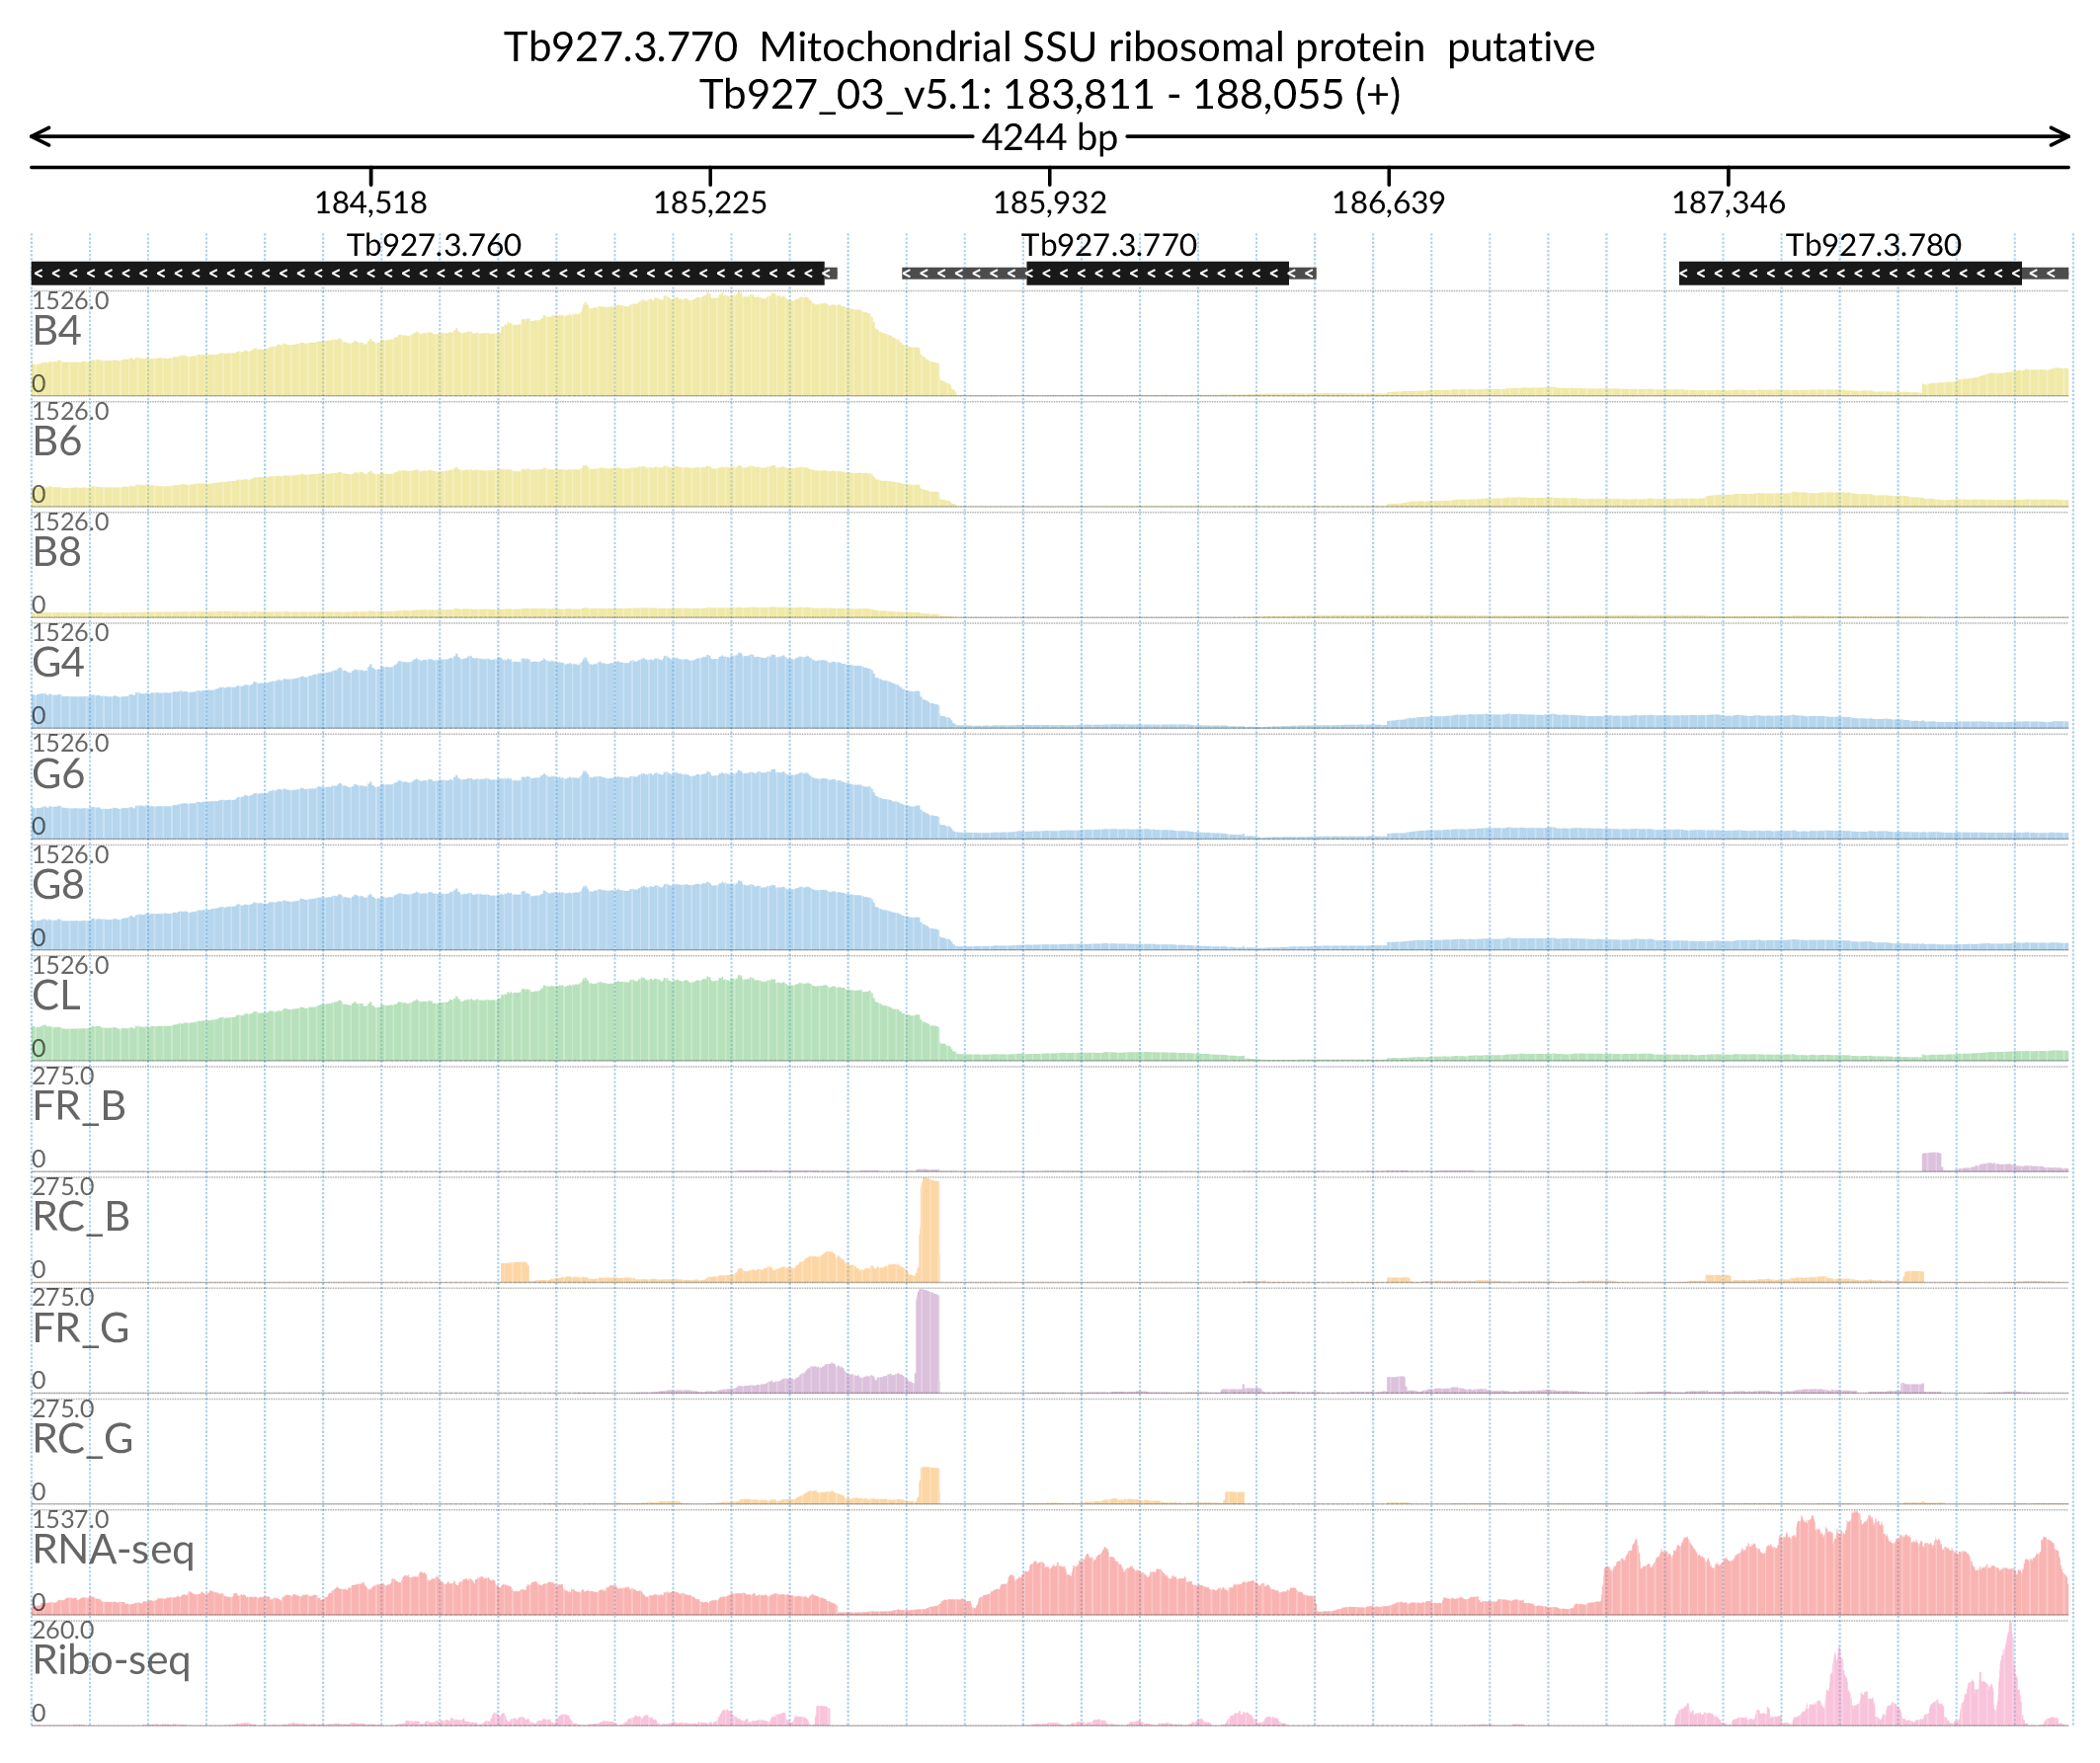 Tb927.3.770  Mitochondrial SSU ribosomal protein  putative
Tb927_03_v5.1: 183,811 - 188,055 (+)
4244 bp
184,518 185,225 185,932 186,639 187,346
Tb927.3.760 Tb927.3.770 Tb927.3.780
1526.0
B4
0
1526.0
B6
0
1526.0
B8
0
1526.0
G4
0
1526.0
G6
0
1526.0
G8
0
1526.0
CL
0
275.0
FR_B
0
275.0
RC_B
0
275.0
FR_G
0
275.0
RC_G
0
1537.0
RNA-seq
0
260.0
Ribo-seq
0